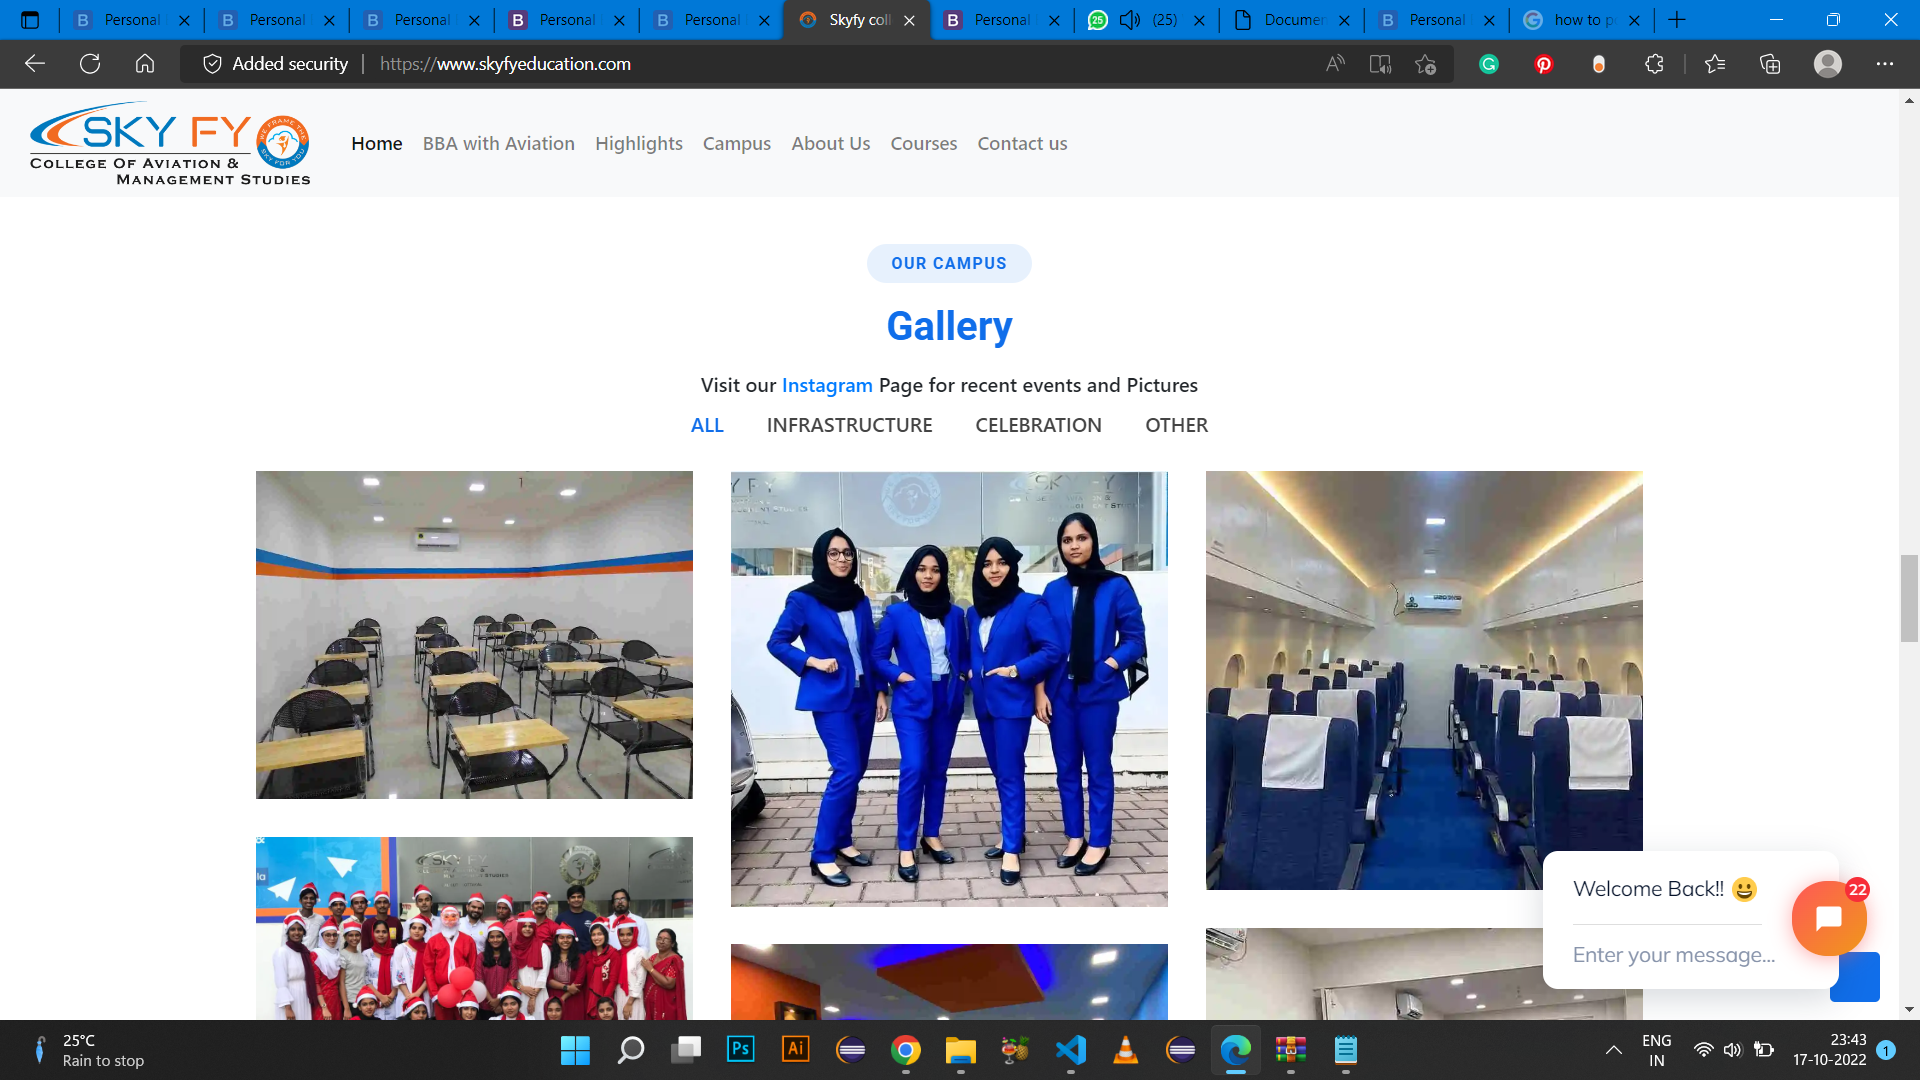 Personal
Personal
Personal
Personal
Personal
Skyfy coll
Personal
(25)
Documen
Personal
how to p
Added security
https://www.skyfyeducation.com
SKY FY
COLLEGE OF AVIATION &
MANAGEMENT STUDIES
WE FRAME THE
SKY FOR YOU
Home
BBA with Aviation
Highlights
Campus
About Us
Courses
Contact us
OUR CAMPUS
Gallery
Visit our Instagram Page for recent events and Pictures
ALL
INFRASTRUCTURE
CELEBRATION
OTHER
SKY FY
Welcome Back!! 😀
22
Enter your message...
25°C
Rain to stop
Ps
Ai
ENG
IN
23:43
17-10-2022
1